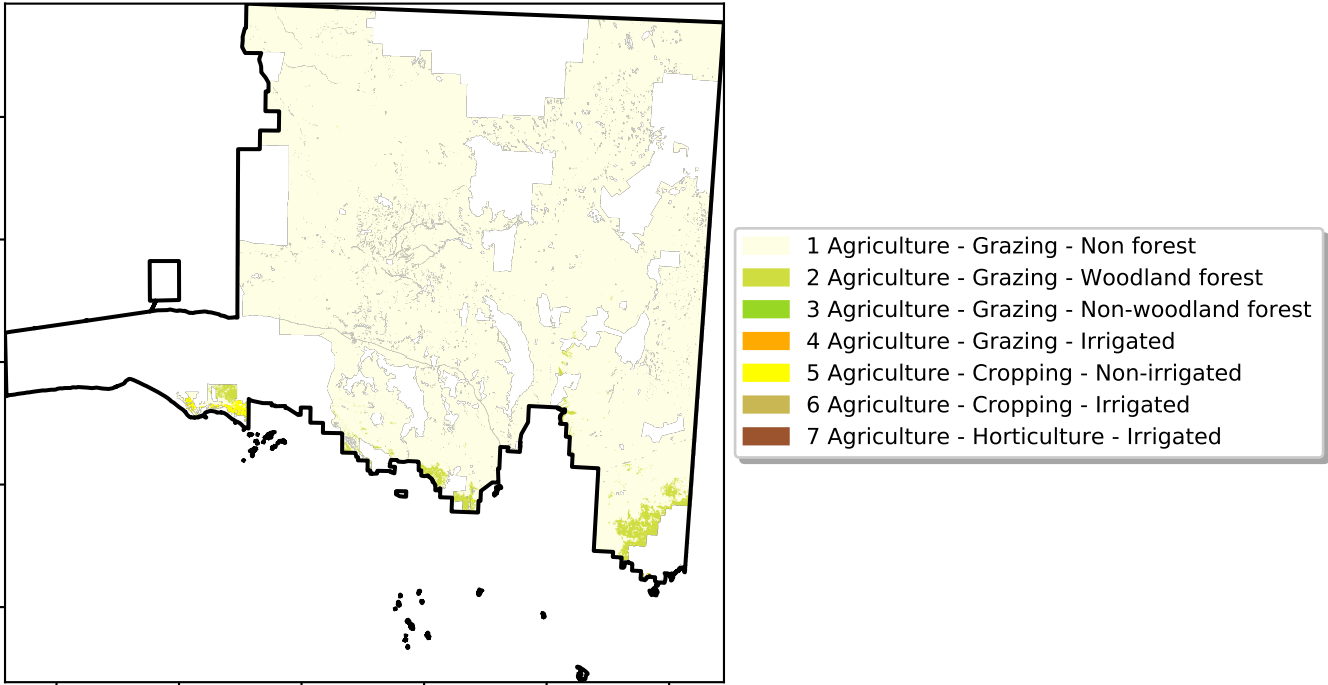 1 Agriculture - Grazing - Non forest
2 Agriculture - Grazing - Woodland forest
3 Agriculture - Grazing - Non-woodland forest
4 Agriculture - Grazing - Irrigated
5 Agriculture - Cropping - Non-irrigated
6 Agriculture - Cropping - Irrigated
7 Agriculture - Horticulture - Irrigated